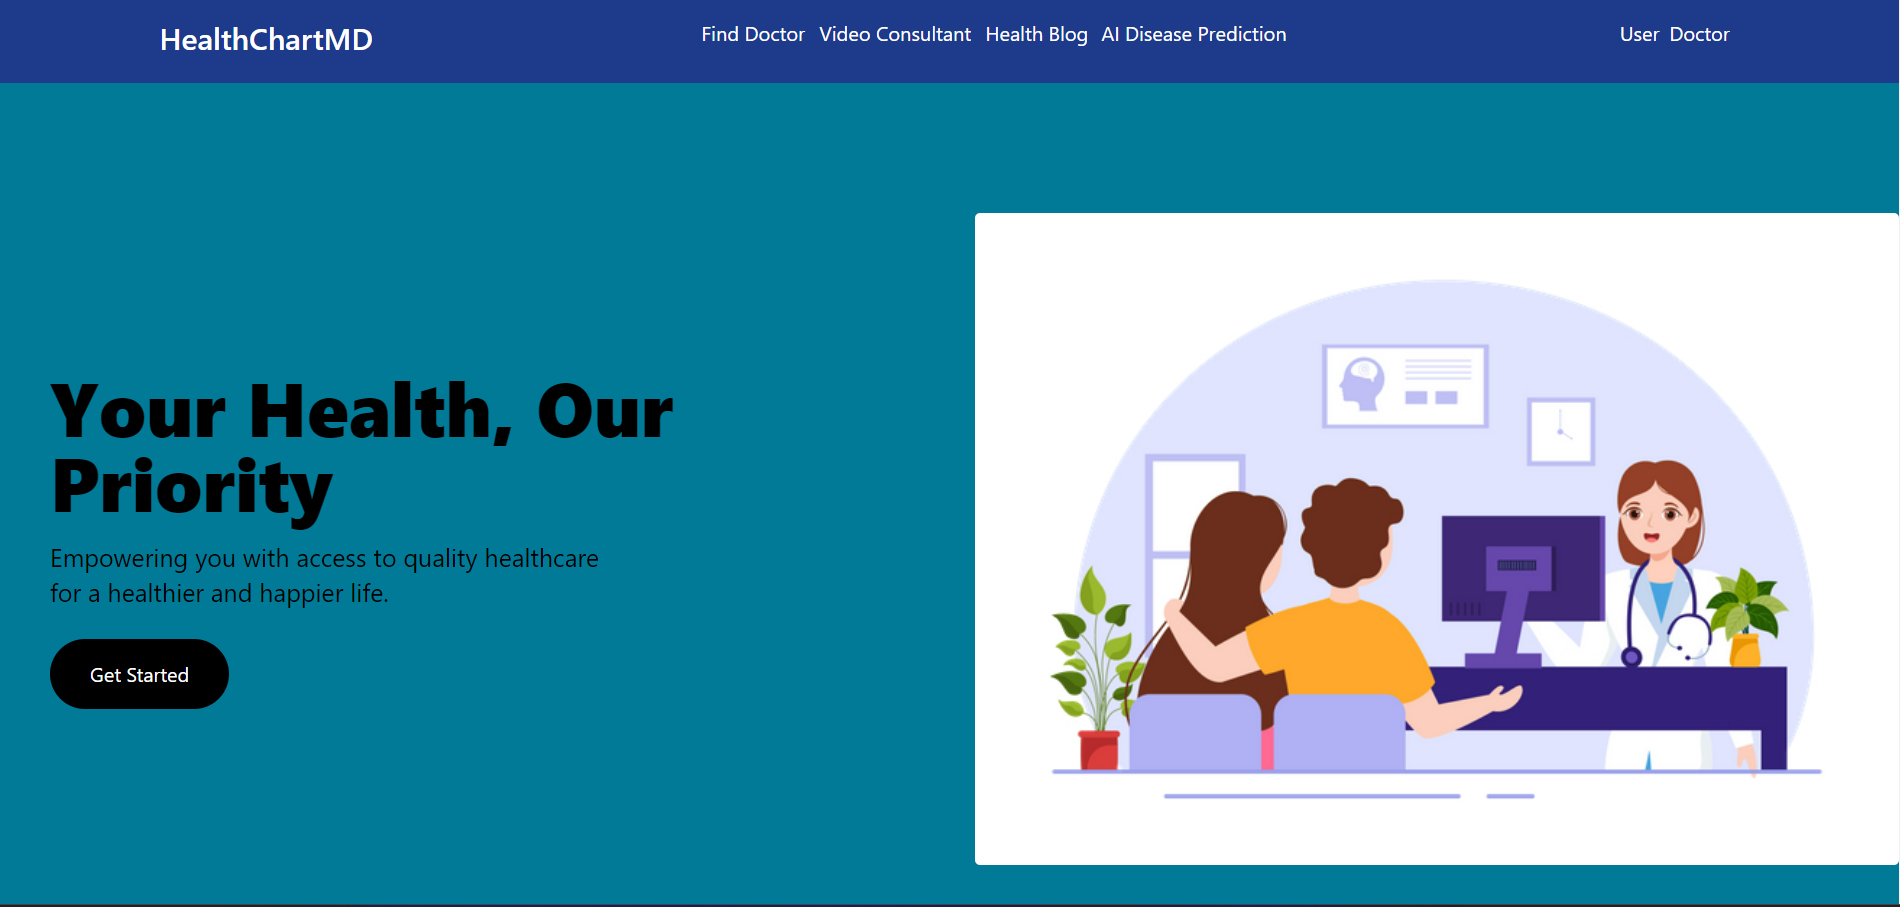 HealthChartMD
Find Doctor Video Consultant Health Blog AI Disease Prediction
User Doctor
Your Health, Our
Priority
Empowering you with access to quality healthcare
for a healthier and happier life.
Get Started